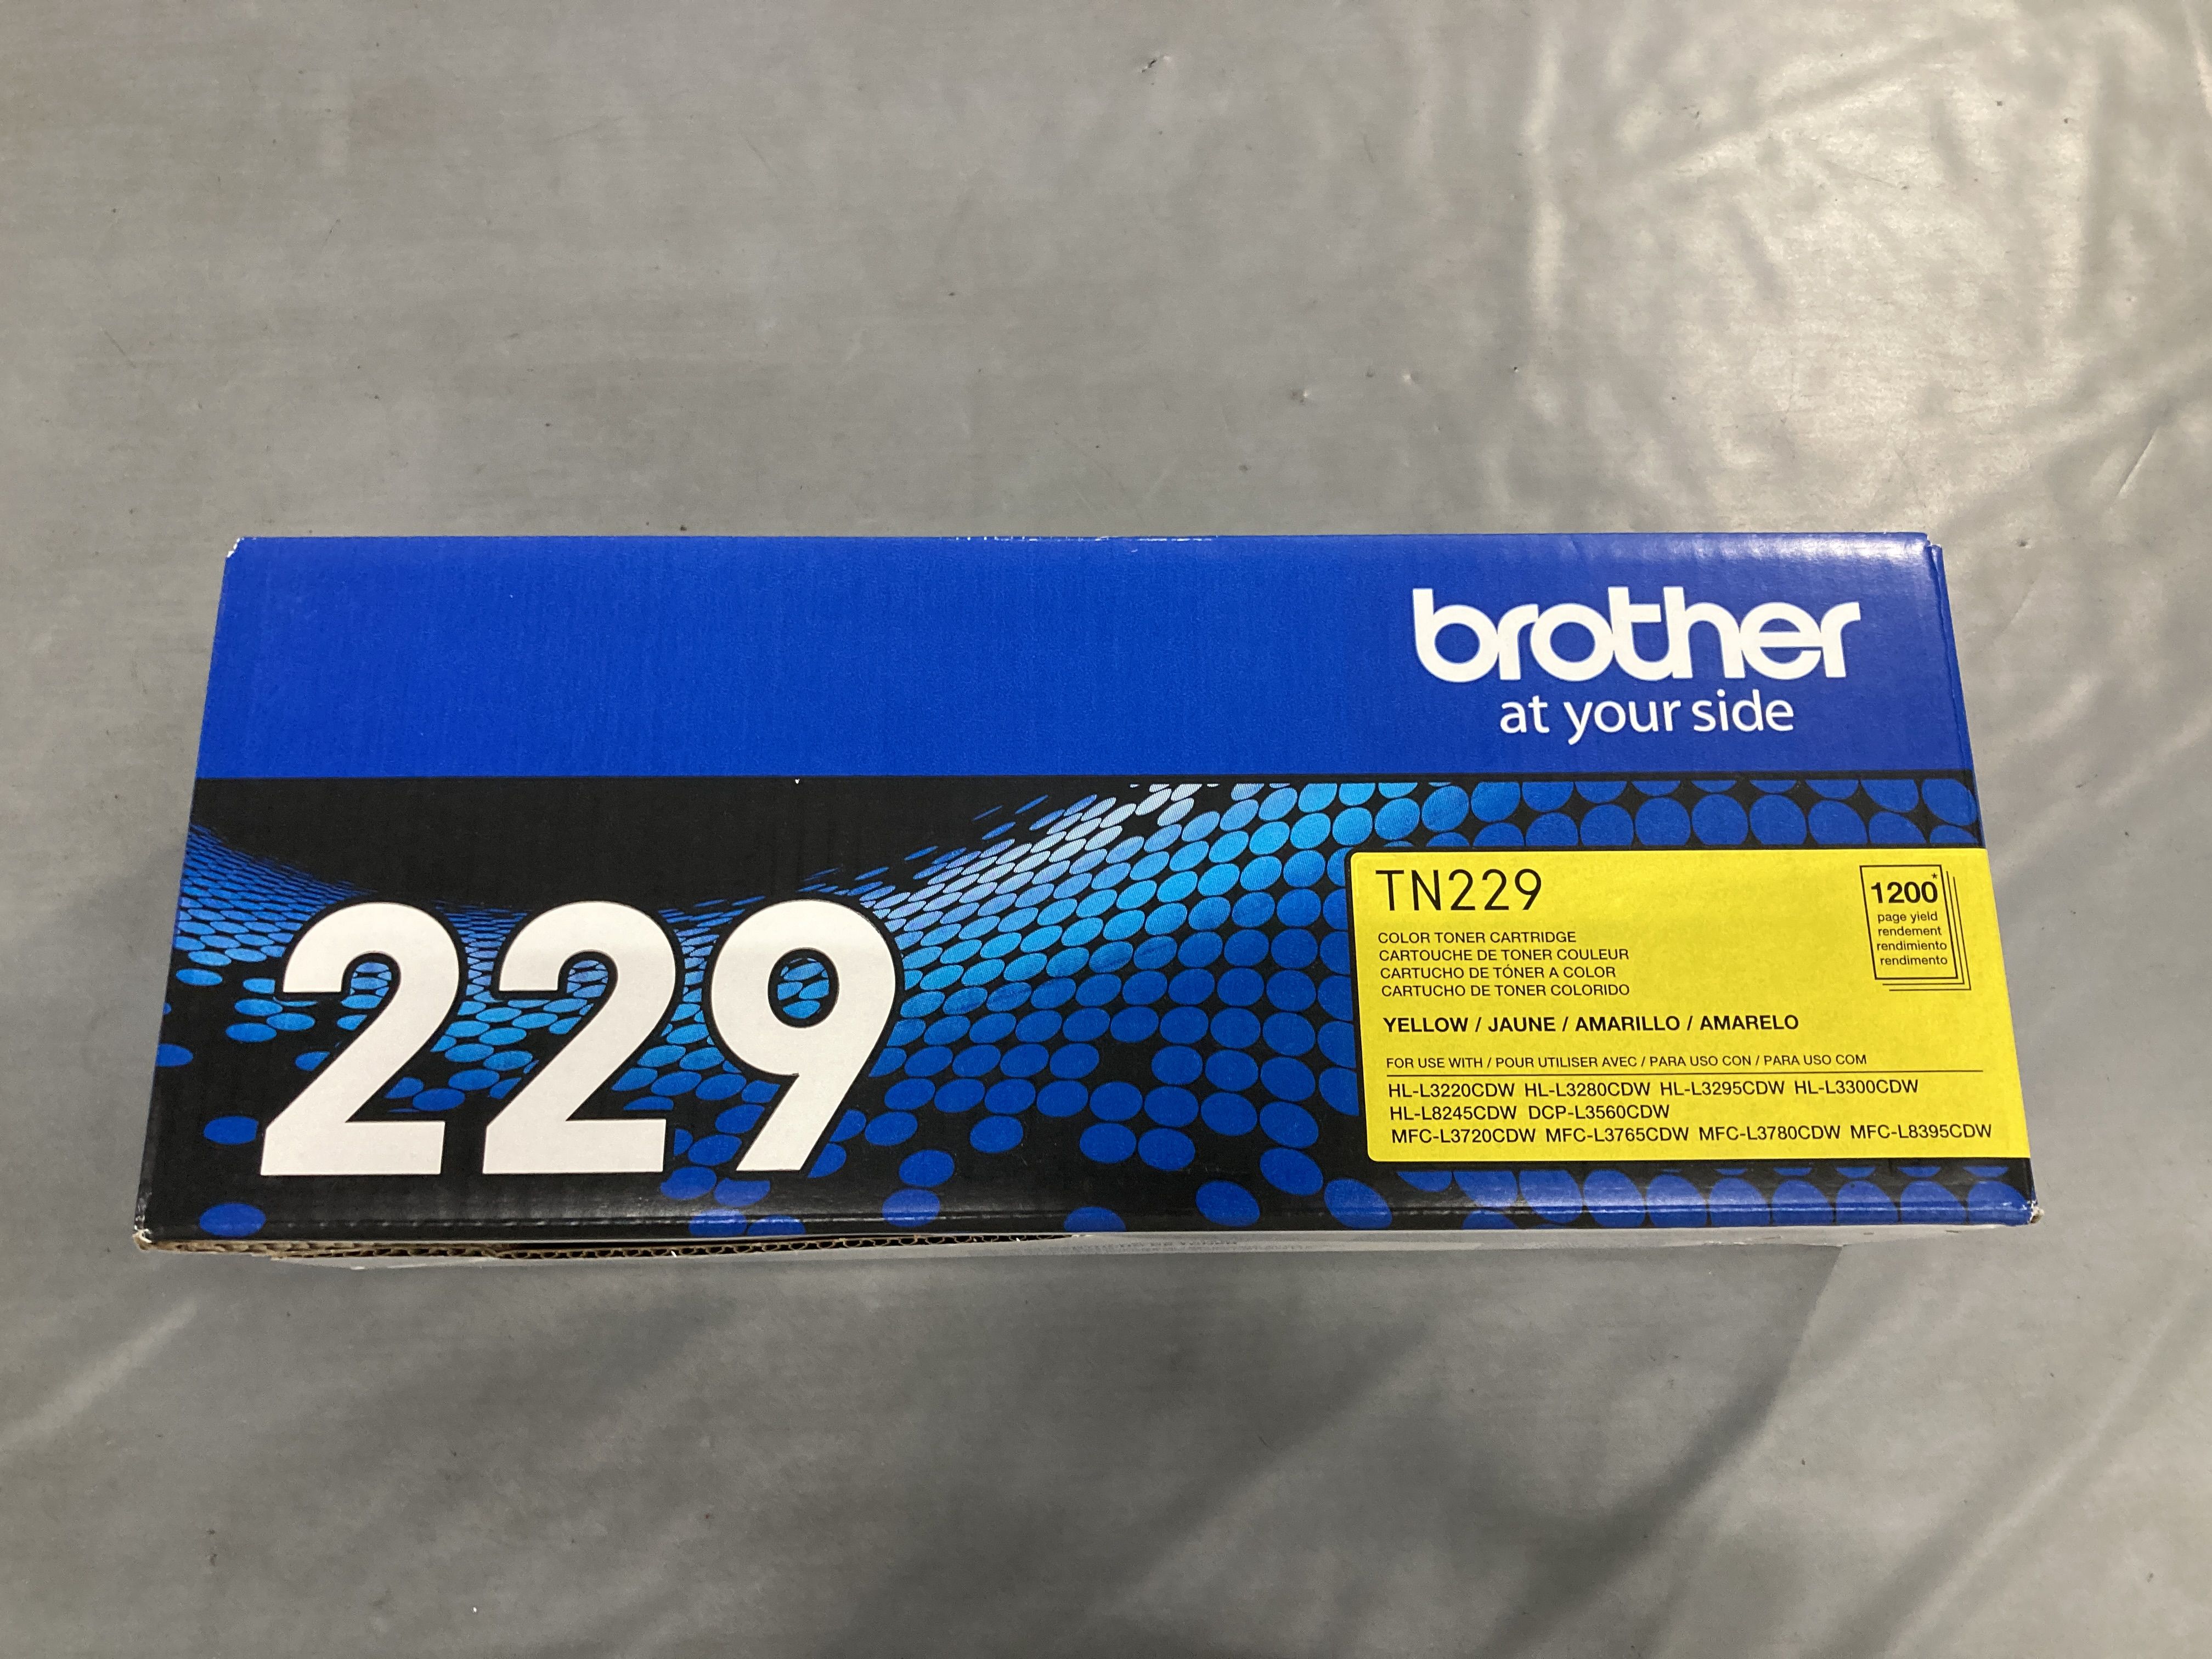 brother
at your side
229
TN229
1200*
page yield
rendement
rendimiento
rendimento
COLOR TONER CARTRIDGE
CARTOUCHE DE TONER COULEUR
CARTUCHO DE TÓNER A COLOR
CARTUCHO DE TONER COLORIDO
YELLOW / JAUNE / AMARILLO / AMARELO
FOR USE WITH / POUR UTILISER AVEC / PARA USO CON / PARA USO COM
HL-L3220CDW HL-L3280CDW HL-L3295CDW HL-L3300CDW
HL-L8245CDW DCP-L3560CDW
MFC-L3720CDW MFC-L3765CDW MFC-L3780CDW MFC-L8395CDW